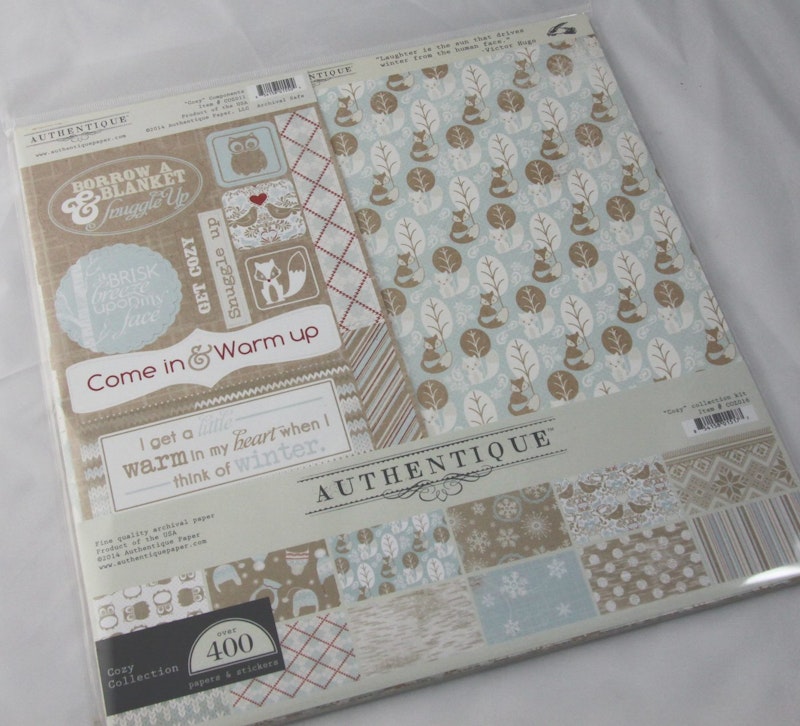 "Laughter is the sun that drives
winter from the human face."
-Victor Hugo
"Cozy" Components
Product of the USA
©2014 Authentique Paper, LLC
Archival Safe
AUTHENTIQUE
www.authentiquepaper.com
BORROW A
& BLANKET
Snuggle Up
GET COZY
Snuggle up
A BRISK
breeze
upon my
face
Come in & Warm up
I get a little
warm in my heart when I
think of winter.
"Cozy" collection kit
AUTHENTIQUE™
Fine quality archival paper
Product of the USA
©2014 Authentique Paper
www.authentiquepaper.com
Cozy
Collection
over
400
papers & stickers